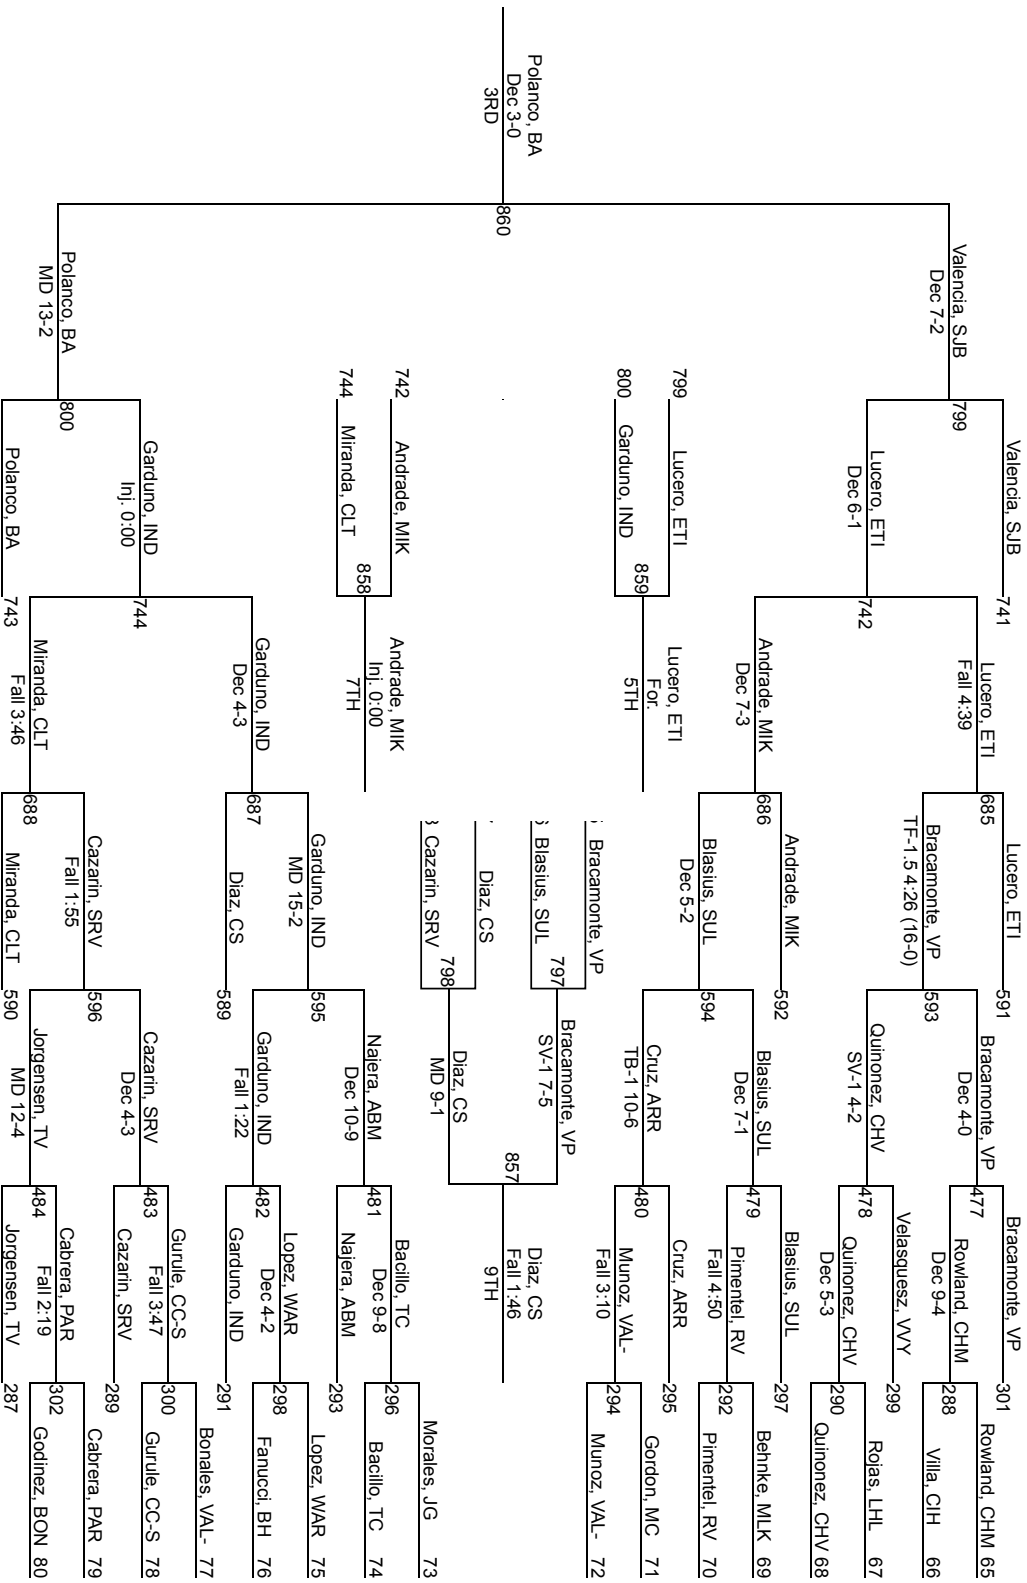 Polanco, BA
Dec 3-0
3RD
860
Valencia, SJB
Dec 7-2
Polanco, BA
MD 13-2
799
Lucero, ETI
800
Garduno, IND
859
Lucero, ETI
For.
5TH
742
Andrade, MIK
744
Miranda, CLT
858
Andrade, MIK
Inj. 0:00
7TH
Valencia, SJB
741
799
Lucero, ETI
Dec 6-1
800
Garduno, IND
Inj. 0:00
Polanco, BA
743
742
Lucero, ETI
Fall 4:39
Andrade, MIK
Dec 7-3
744
Garduno, IND
Dec 4-3
Miranda, CLT
Fall 3:46
685
Lucero, ETI
591
Bracamonte, VP
TF-1.5 4:26 (16-0)
686
Andrade, MIK
592
Blasius, SUL
Dec 5-2
Bracamonte, VP
Blasius, SUL
797
Bracamonte, VP
SV-1 7-5
Diaz, CS
Cazarin, SRV
798
Diaz, CS
MD 9-1
857
Diaz, CS
Fall 1:46
9TH
687
Garduno, IND
MD 15-2
Diaz, CS
589
688
Cazarin, SRV
Fall 1:55
Miranda, CLT
590
593
Bracamonte, VP
Dec 4-0
Quinonez, CHV
SV-1 4-2
594
Blasius, SUL
Dec 7-1
Cruz, ARR
TB-1 10-6
595
Najera, ABM
Dec 10-9
Garduno, IND
Fall 1:22
596
Cazarin, SRV
Dec 4-3
Jorgensen, TV
MD 12-4
477
Bracamonte, VP
301
Rowland, CHM
Dec 9-4
478
Velasquesz, VVY
299
Quinonez, CHV
Dec 5-3
479
Blasius, SUL
297
Pimentel, RV
Fall 4:50
480
Cruz, ARR
295
Munoz, VAL-
Fall 3:10
481
Bacillo, TC
Dec 9-8
Najera, ABM
293
482
Lopez, WAR
Dec 4-2
Garduno, IND
291
483
Gurule, CC-S
Fall 3:47
Cazarin, SRV
289
484
Cabrera, PAR
Fall 2:19
Jorgensen, TV
287
288
Rowland, CHM 65
Villa, CIH 66
290
Rojas, LHL 67
Quinonez, CHV 68
292
Behnke, MLK 69
Pimentel, RV 70
294
Gordon, MC 71
Munoz, VAL- 72
296
Morales, JG 73
Bacillo, TC 74
298
Lopez, WAR 75
Fanucci, BH 76
300
Bonales, VAL- 77
Gurule, CC-S 78
302
Cabrera, PAR 79
Godinez, BON 80